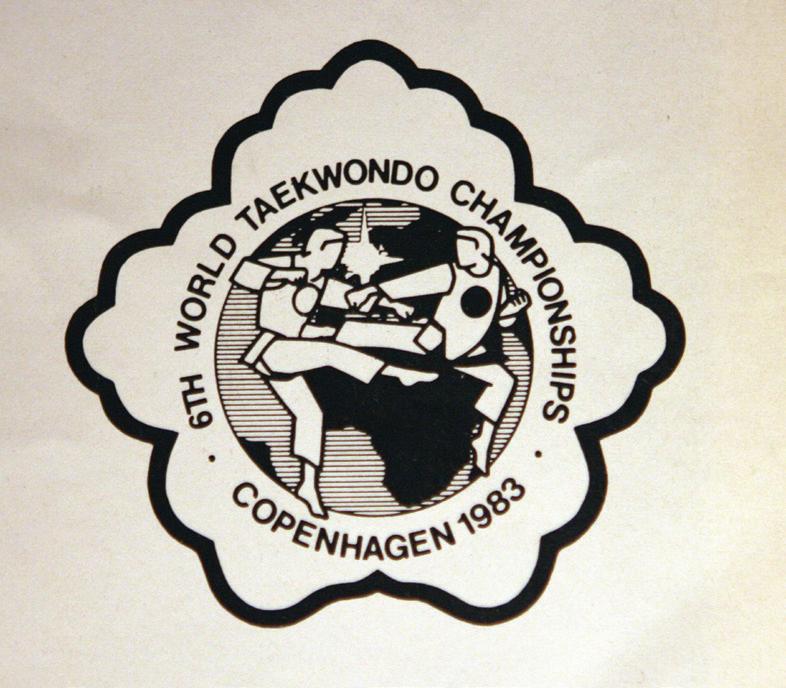 6TH WORLD TAEKWONDO CHAMPIONSHIPS
COPENHAGEN 1983